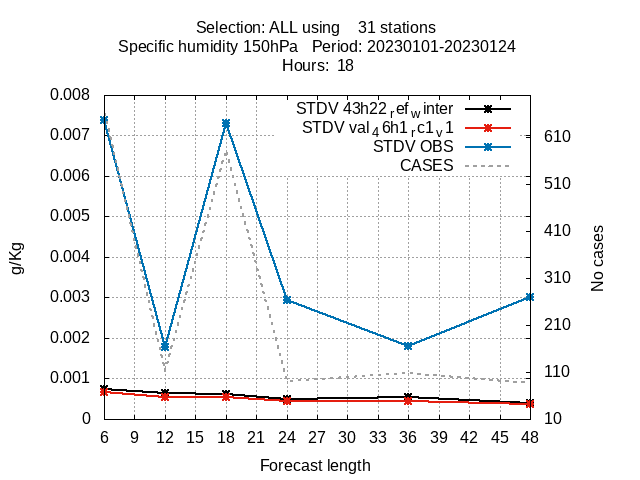 Selection: ALL using    31 stations
Specific humidity 150hPa   Period: 20230101-20230124
Hours:  18
STDV 43h22_ref_winter
STDV val_46h1_rc1_v1
STDV OBS
CASES
0.008
0.007
0.006
0.005
0.004
0.003
0.002
0.001
0
g/Kg
610
510
410
310
210
110
10
No cases
6 9 12 15 18 21 24 27 30 33 36 39 42 45 48
Forecast length